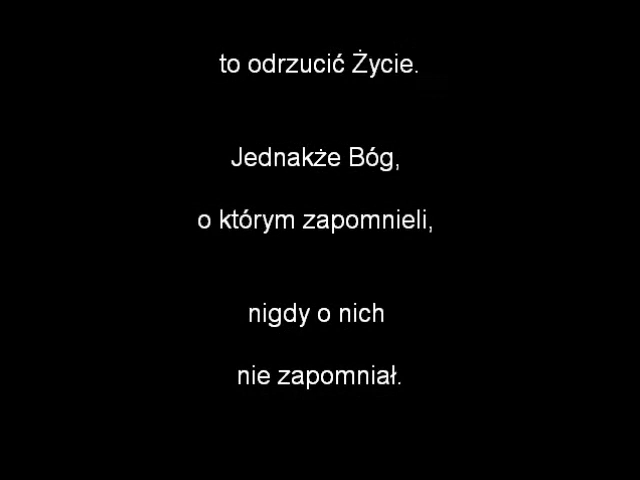 to odrzucić Życie.
Jednakże Bóg,
o którym zapomnieli,
nigdy o nich
nie zapomniał.